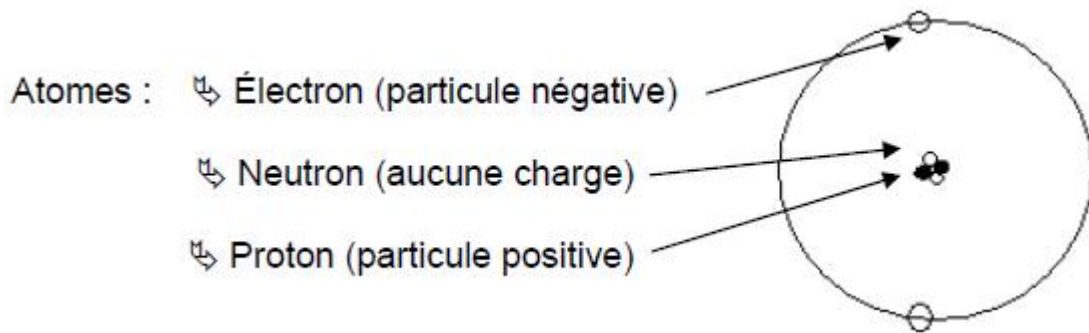 Atomes : ⮱ Électron (particule négative)
⮱ Neutron (aucune charge)
⮱ Proton (particule positive)